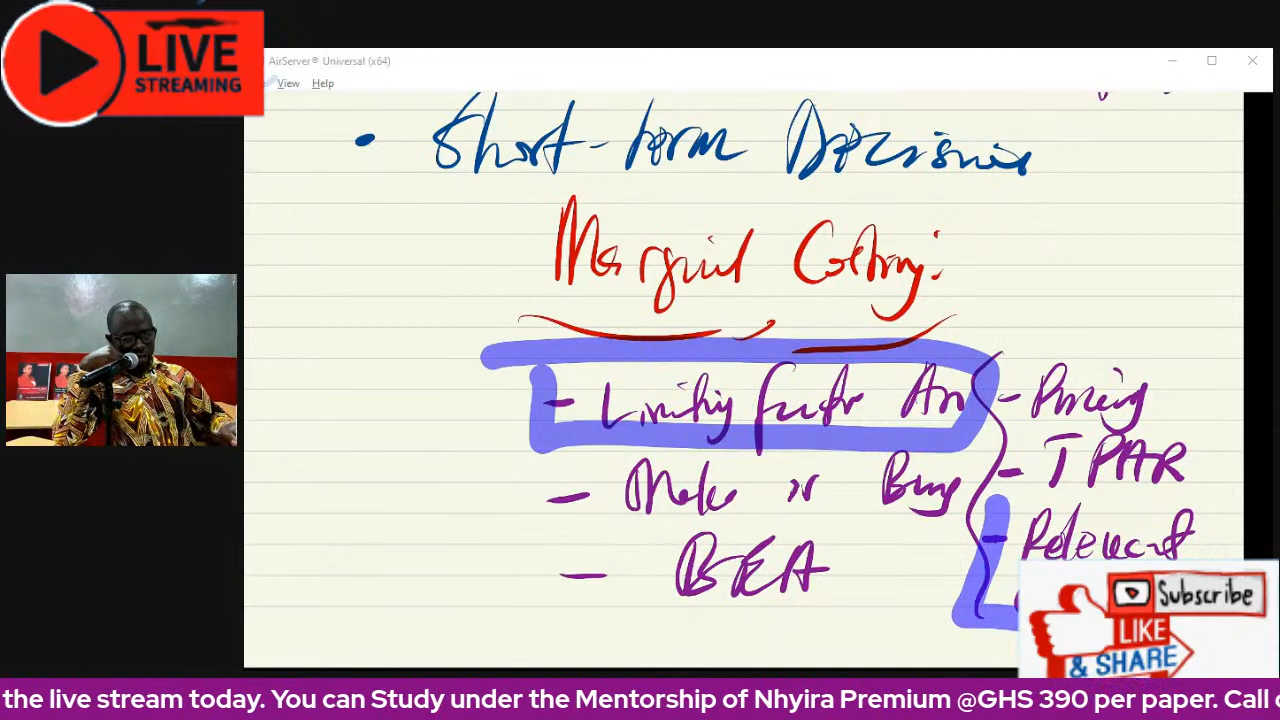 LIVE
STREAMING
AirServer® Universal (x64)
View Help
• Short-term Decisions
Marginal Costing:
- Limiting factor An
- Make or Buy
- BEA
- Pricing
- TPAR
- Relevant
Subscribe
LIKE
& SHARE
the live stream today. You can Study under the Mentorship of Nhyira Premium @GHS 390 per paper. Call